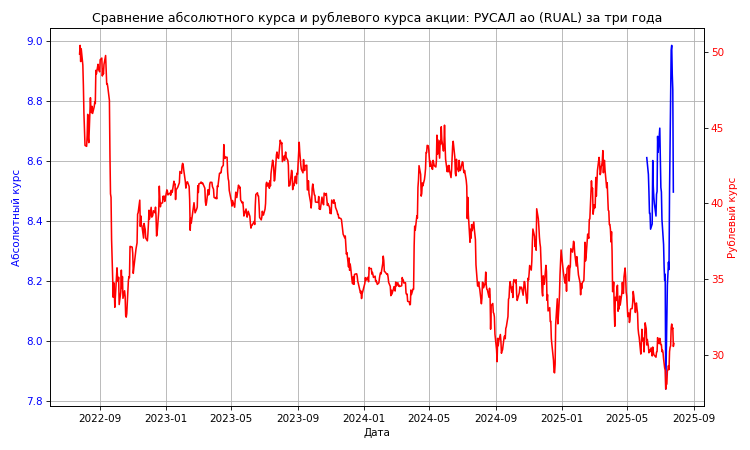 Сравнение абсолютного курса и рублевого курса акции: РУСАЛ ао (RUAL) за три года
9.0
8.8
8.6
8.4
8.2
8.0
7.8
Абсолютный курс
50
45
40
35
30
Рублевый курс
2022-09 2023-01 2023-05 2023-09 2024-01 2024-05 2024-09 2025-01 2025-05 2025-09
Дата